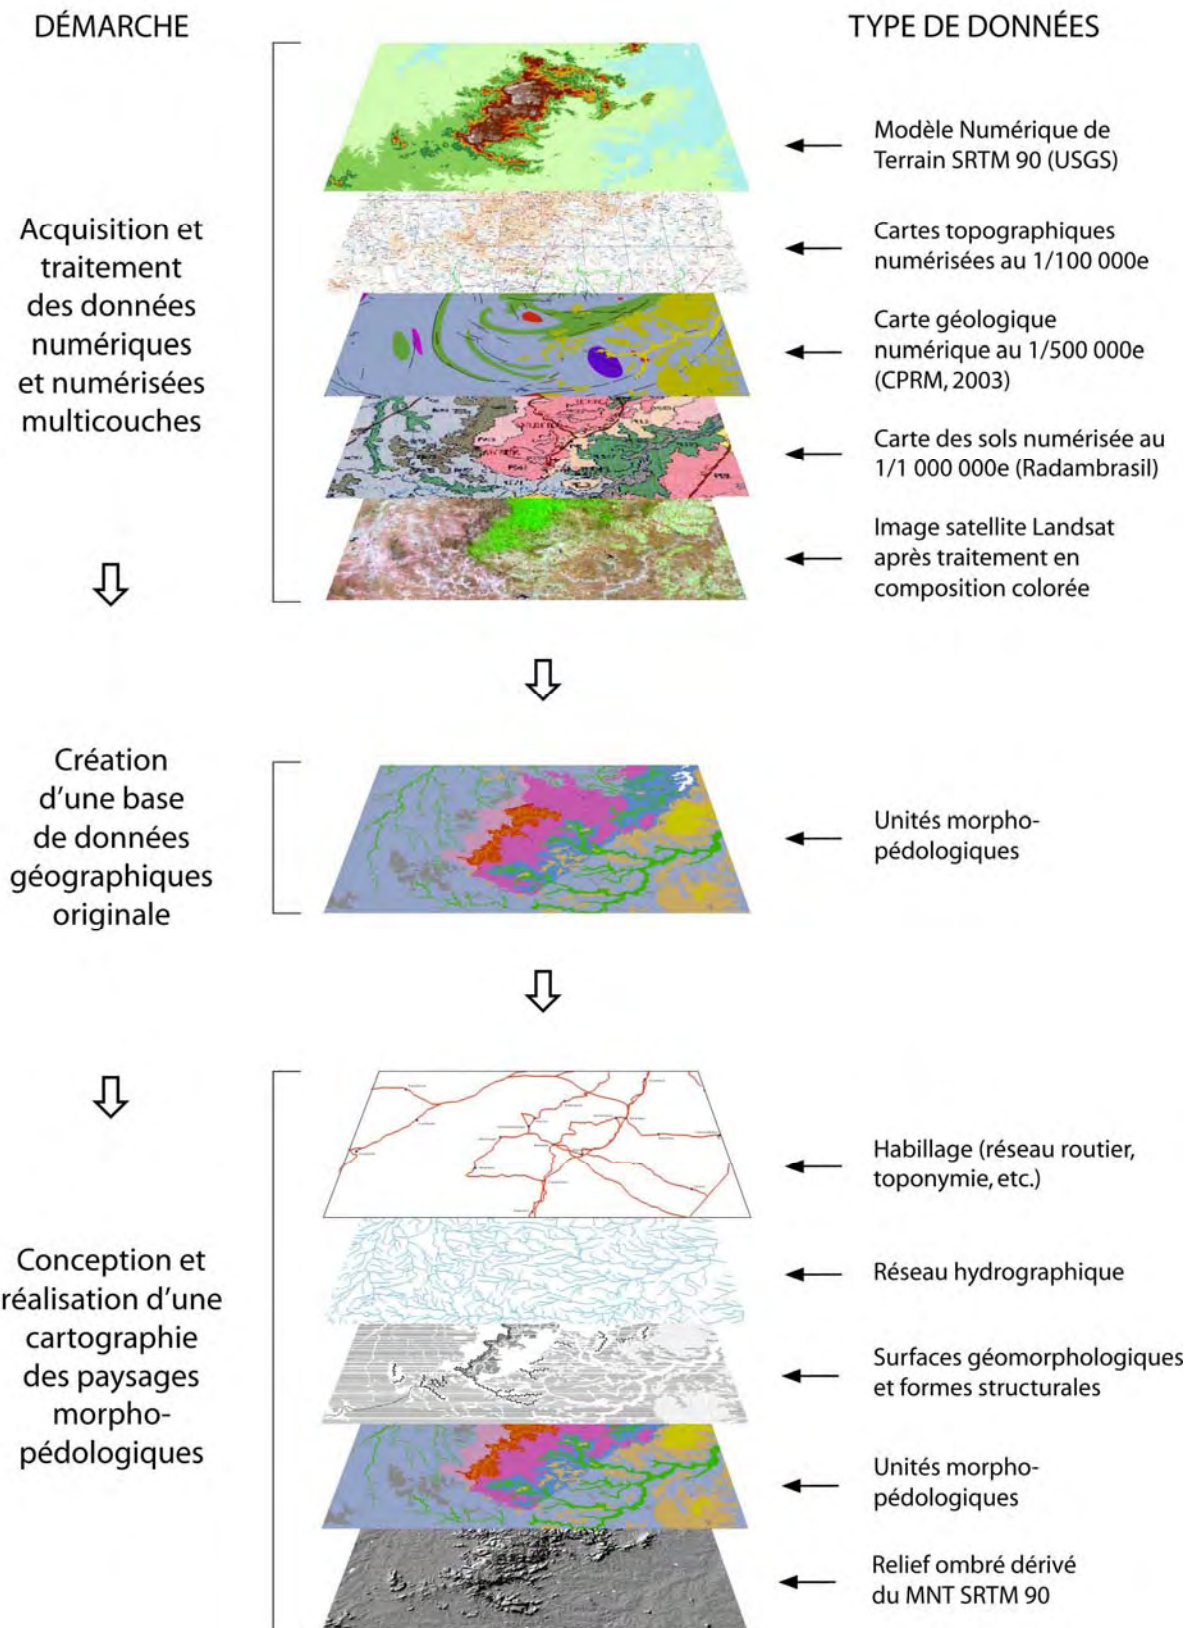 DÉMARCHE
TYPE DE DONNÉES
Acquisition et
traitement
des données
numériques
et numérisées
multicouches
Modèle Numérique de
Terrain SRTM 90 (USGS)
Cartes topographiques
numérisées au 1/100 000e
Carte géologique
numérique au 1/500 000e
(CPRM, 2003)
Carte des sols numérisée au
1/1 000 000e (Radambrasil)
Image satellite Landsat
après traitement en
composition colorée
Création
d'une base
de données
géographiques
originale
Unités morpho-
pédologiques
Conception et
réalisation d'une
cartographie
des paysages
morpho-
pédologiques
Habillage (réseau routier,
toponymie, etc.)
Réseau hydrographique
Surfaces géomorphologiques
et formes structurales
Unités morpho-
pédologiques
Relief ombré dérivé
du MNT SRTM 90